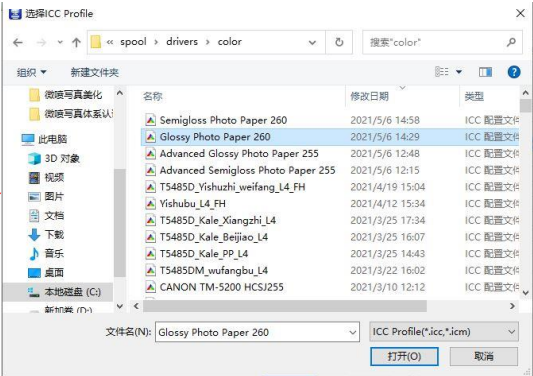 选择ICC Profile
« spool › drivers › color
搜索"color"
组织 新建文件夹
微喷写真美化
微喷写真体系认
此电脑
3D 对象
视频
图片
文档
下载
音乐
桌面
本地磁盘 (C:)
新加卷 (D:)
名称 修改日期 类型
Semigloss Photo Paper 260 2021/5/6 14:58 ICC 配置文件
Glossy Photo Paper 260 2021/5/6 14:29 ICC 配置文件
Advanced Glossy Photo Paper 255 2021/5/6 12:48 ICC 配置文件
Advanced Semigloss Photo Paper 255 2021/5/6 12:15 ICC 配置文件
T5485D_Yishuzhi_weifang_L4_FH 2021/4/19 15:04 ICC 配置文件
Yishubu_L4_FH 2021/4/12 15:34 ICC 配置文件
T5485D_Kale_Xiangzhi_L4 2021/3/25 17:34 ICC 配置文件
T5485D_Kale_Beijiao_L4 2021/3/25 16:07 ICC 配置文件
T5485D_Kale_PP_L4 2021/3/25 14:43 ICC 配置文件
T5485DM_wufangbu_L4 2021/3/22 16:02 ICC 配置文件
CANON TM-5200 HCSJ255 2021/3/10 12:12 ICC 配置文件
文件名(N): Glossy Photo Paper 260 ICC Profile(*.icc,*.icm)
打开(O) 取消